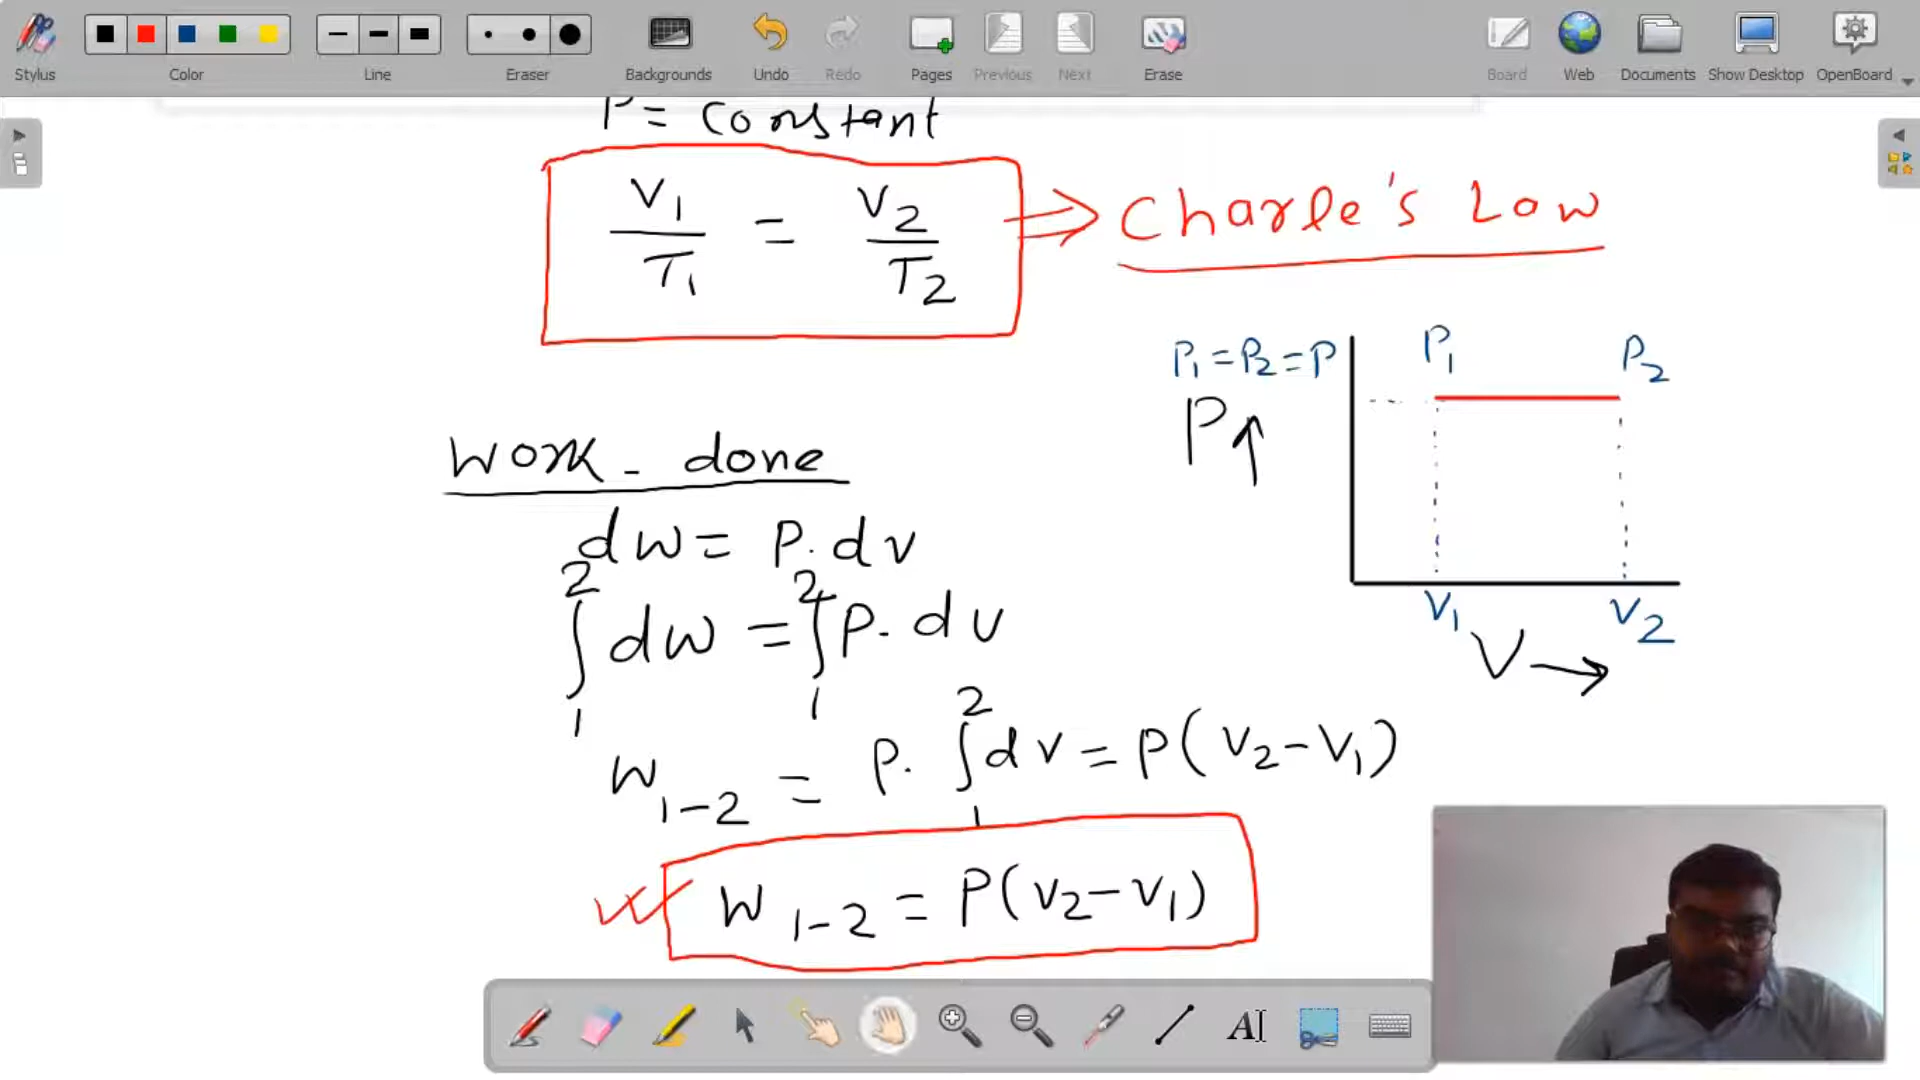 Stylus
Color
Line
Eraser
Backgrounds
Undo
Redo
Pages
Previous
Next
Erase
Board
Web
Documents
Show Desktop
OpenBoard
P = Constant
V1/T1 = V2/T2 ⇒ Charle's Law
P1 = P2 = P
P1
P2
P↑
V1
V2
V→
Work - done
dw = P. dv
∫₁² dw = ∫₁² P. dv
W1-2 = P. ∫₁² dv = P(V2-V1)
W1-2 = P(V2-V1)
AI